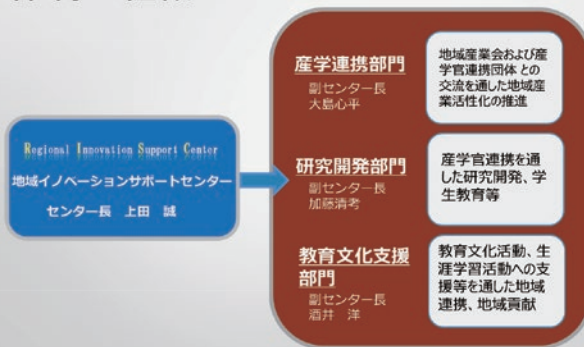 Regional Innovation Support Center
地域イノベーションサポートセンター
センター長 上田 誠
産学連携部門
副センター長
大島心平
地域産業会および産
学官連携団体 との
交流を通した地域産
業活性化の推進
研究開発部門
副センター長
加藤清考
産学官連携を通
した研究開発、学
生教育等
教育文化支援
部門
副センター長
酒井 洋
教育文化活動、生
涯学習活動への支
援等を通した地域
連携、地域貢献